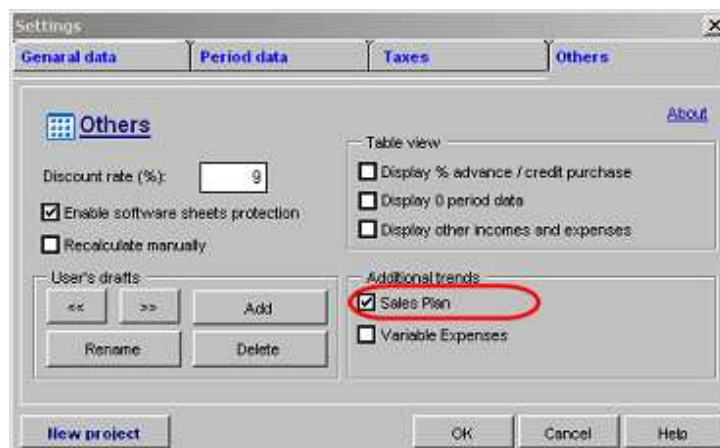 Settings
Genaral data
Period data
Taxes
Others
Others
About
Discount rate (%):
9
Enable software sheets protection
Recalculate manually
Table view
Display % advance / credit purchase
Display 0 period data
Display other incomes and expenses
User's drafts
<<
>>
Add
Rename
Delete
Additional trends
Sales Plan
Variable Expenses
New project
OK
Cancel
Help